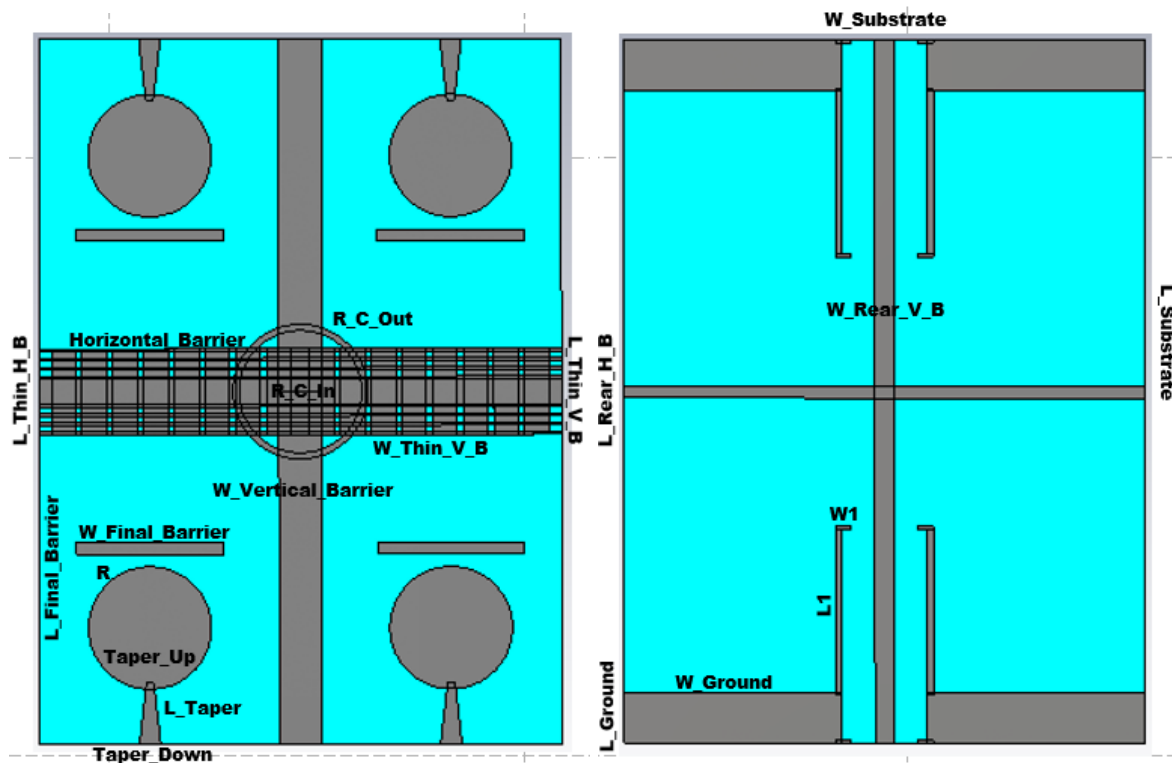 W_Substrate
R_C_Out
Horizontal_Barrier
L_Thin_H_B
R_C_In
L_Thin_V_B
W_Thin_V_B
W_Vertical_Barrier
W_Final_Barrier
L_Final_Barrier
R
Taper_Up
L_Taper
Taper_Down
W_Rear_V_B
L_Rear_H_B
L_Substrate
W1
L1
W_Ground
L_Ground